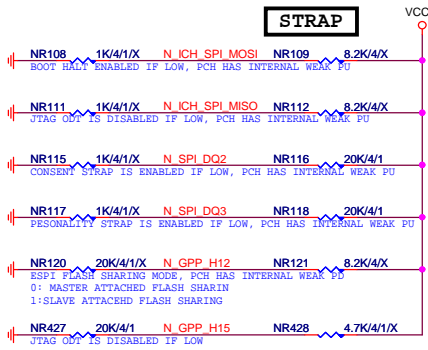 STRAP
VCC
NR108 1K/4/1/X N_ICH_SPI_MOSI NR109 8.2K/4/X
BOOT HALT ENABLED IF LOW, PCH HAS INTERNAL WEAK PU
NR111 1K/4/1/X N_ICH_SPI_MISO NR112 8.2K/4/X
JTAG ODT IS DISABLED IF LOW, PCH HAS INTERNAL WEAK PU
NR115 1K/4/1/X N_SPI_DQ2 NR116 20K/4/1
CONSENT STRAP IS ENABLED IF LOW, PCH HAS INTERNAL WEAK PU
NR117 1K/4/1/X N_SPI_DQ3 NR118 20K/4/1
PESONALITY STRAP IS ENABLED IF LOW, PCH HAS INTERNAL WEAK PU
NR120 20K/4/1/X N_GPP_H12 NR121 8.2K/4/X
ESPI FLASH SHARING MODE, PCH HAS INTERNAL WEAK PD
0: MASTER ATTACHED FLASH SHARIN
1:SLAVE ATTACEHD FLASH SHARING
NR427 20K/4/1 N_GPP_H15 NR428 4.7K/4/1/X
JTAG ODT IS DISABLED IF LOW